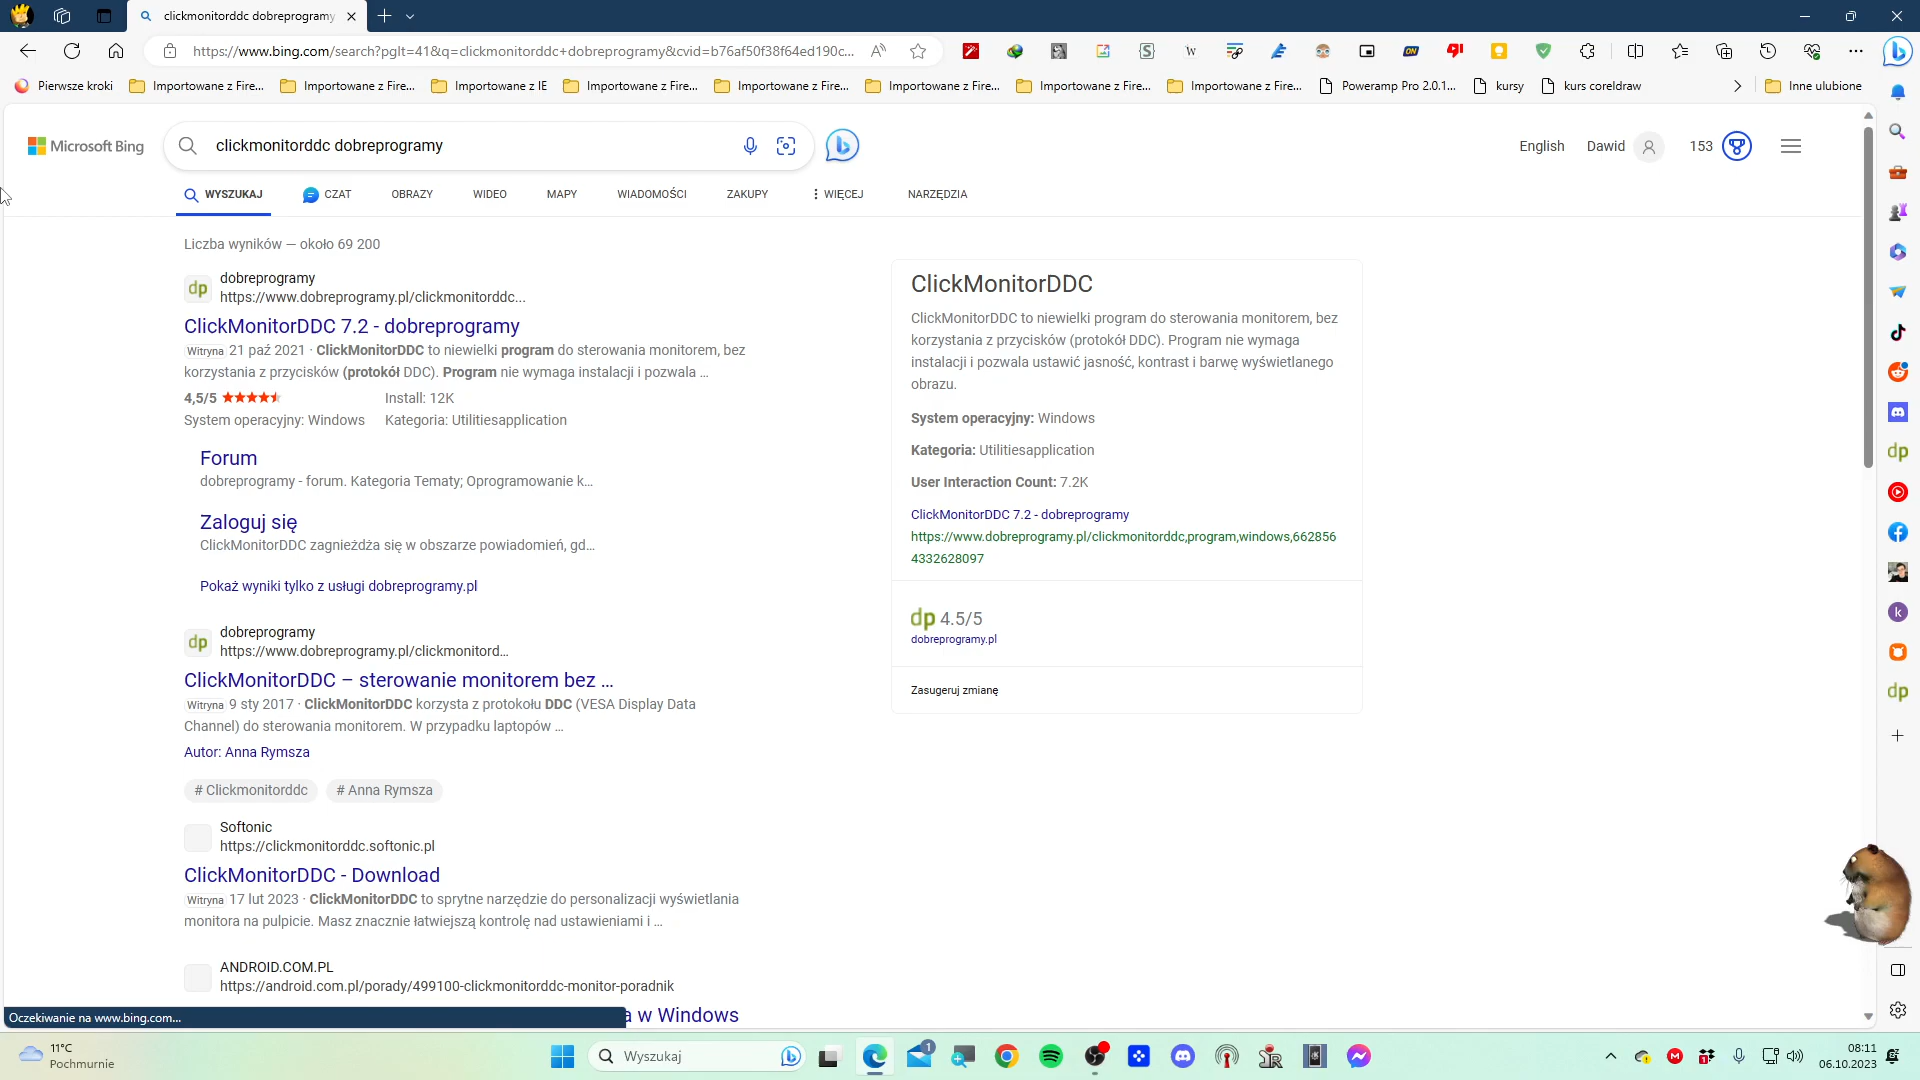 clickmonitorddc dobreprogramy
https://www.bing.com/search?pglt=41&q=clickmonitorddc+dobreprogramy&cvid=b76af50f38f64ed190c...
Pierwsze kroki
Importowane z Fire...
Importowane z Fire...
Importowane z IE
Importowane z Fire...
Importowane z Fire...
Importowane z Fire...
Importowane z Fire...
Importowane z Fire...
Poweramp Pro 2.0.1...
kursy
kurs coreldraw
Inne ulubione
Microsoft Bing
clickmonitorddc dobreprogramy
English
Dawid
153
WYSZUKAJ
CZAT
OBRAZY
WIDEO
MAPY
WIADOMOŚCI
ZAKUPY
WIĘCEJ
NARZĘDZIA
Liczba wyników — około 69 200
dobreprogramy
https://www.dobreprogramy.pl/clickmonitorddc...
ClickMonitorDDC 7.2 - dobreprogramy
Witryna 21 paź 2021 · ClickMonitorDDC to niewielki program do sterowania monitorem, bez
korzystania z przycisków (protokół DDC). Program nie wymaga instalacji i pozwala ...
4,5/5
Install: 12K
System operacyjny: Windows
Kategoria: Utilitiesapplication
Forum
dobreprogramy - forum. Kategoria Tematy; Oprogramowanie k...
Zaloguj się
ClickMonitorDDC zagnieżdża się w obszarze powiadomień, gd...
Pokaż wyniki tylko z usługi dobreprogramy.pl
dobreprogramy
https://www.dobreprogramy.pl/clickmonitord...
ClickMonitorDDC – sterowanie monitorem bez ...
Witryna 9 sty 2017 · ClickMonitorDDC korzysta z protokołu DDC (VESA Display Data
Channel) do sterowania monitorem. W przypadku laptopów ...
Autor: Anna Rymsza
# Clickmonitorddc
# Anna Rymsza
Softonic
https://clickmonitorddc.softonic.pl
ClickMonitorDDC - Download
Witryna 17 lut 2023 · ClickMonitorDDC to sprytne narzędzie do personalizacji wyświetlania
monitora na pulpicie. Masz znacznie łatwiejszą kontrolę nad ustawieniami i ...
ANDROID.COM.PL
https://android.com.pl/porady/499100-clickmonitorddc-monitor-poradnik
a w Windows
Oczekiwanie na www.bing.com...
ClickMonitorDDC
ClickMonitorDDC to niewielki program do sterowania monitorem, bez
korzystania z przycisków (protokół DDC). Program nie wymaga
instalacji i pozwala ustawić jasność, kontrast i barwę wyświetlanego
obrazu.
System operacyjny: Windows
Kategoria: Utilitiesapplication
User Interaction Count: 7.2K
ClickMonitorDDC 7.2 - dobreprogramy
https://www.dobreprogramy.pl/clickmonitorddc,program,windows,662856
4332628097
dp 4.5/5
dobreprogramy.pl
Zasugeruj zmianę
11°C
Pochmurnie
Wyszukaj
1
08:11
06.10.2023